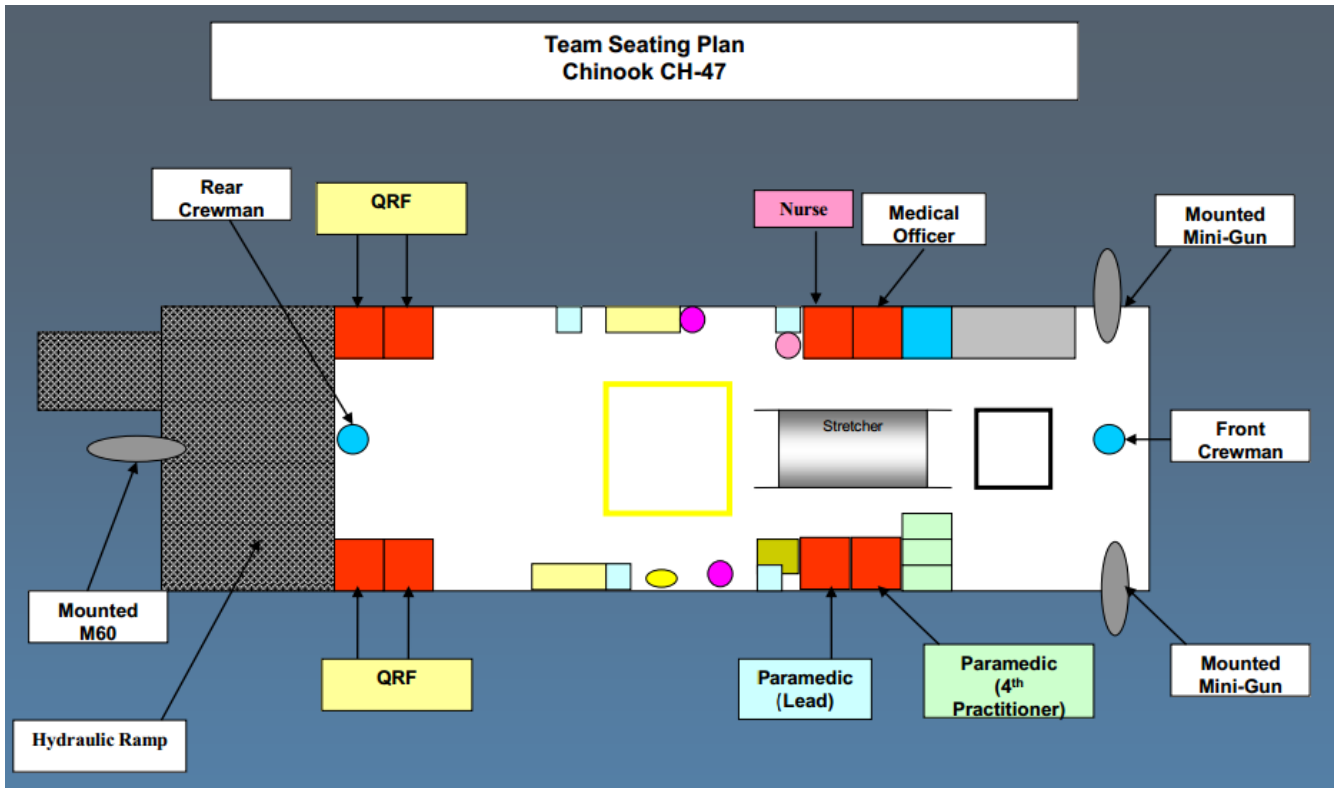 Team Seating Plan
Chinook CH-47
Rear
Crewman
QRF
Nurse
Medical
Officer
Mounted
Mini-Gun
Stretcher
Front
Crewman
Mounted
M60
QRF
Paramedic
(Lead)
Paramedic
(4th
Practitioner)
Mounted
Mini-Gun
Hydraulic Ramp